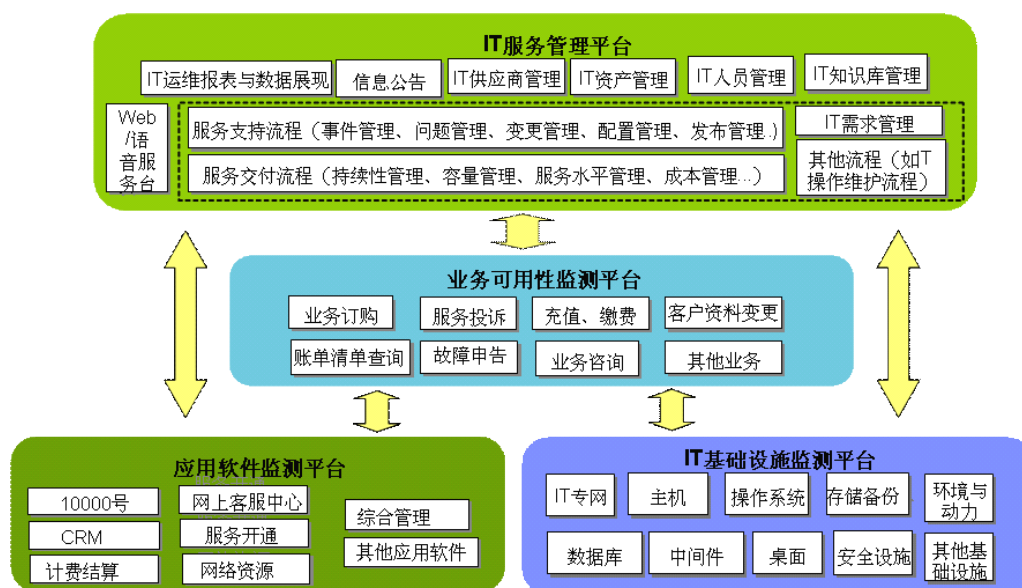 IT服务管理平台
IT运维报表与数据展现
信息公告
IT供应商管理
IT资产管理
IT人员管理
IT知识库管理
Web
/语
音服
务台
服务支持流程（事件管理、问题管理、变更管理、配置管理、发布管理..)
IT需求管理
服务交付流程（持续性管理、容量管理、服务水平管理、成本管理...）
其他流程（如T
操作维护流程）
业务可用性监测平台
业务订购
服务投诉
充值、缴费
客户资料变更
账单清单查询
故障申告
业务咨询
其他业务
应用软件监测平台
10000号
网上客服中心
综合管理
CRM
服务开通
其他应用软件
计费结算
网络资源
IT基础设施监测平台
IT专网
主机
操作系统
存储备份
环境与
动力
数据库
中间件
桌面
安全设施
其他基
础设施